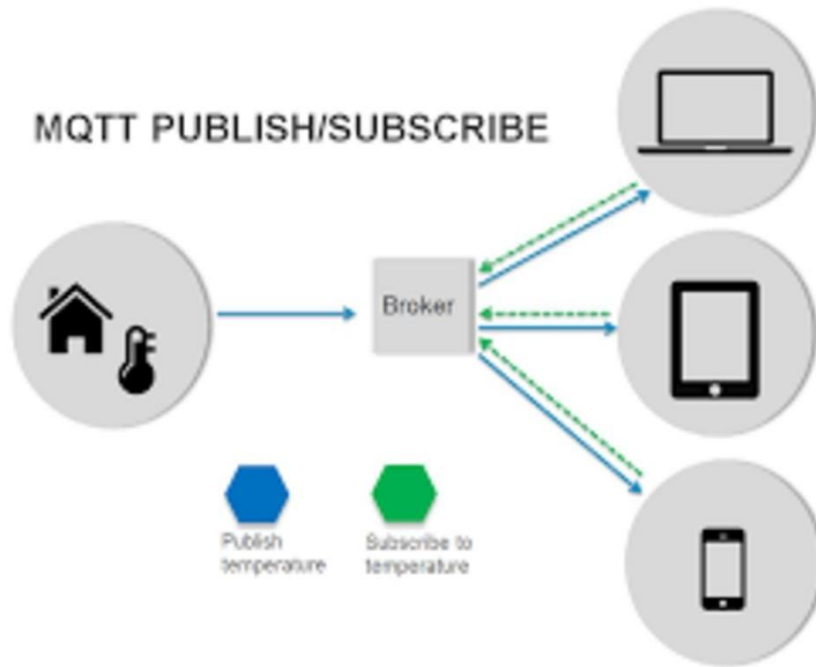 MQTT PUBLISH/SUBSCRIBE
Broker
Publish
temperature
Subscribe to
temperature